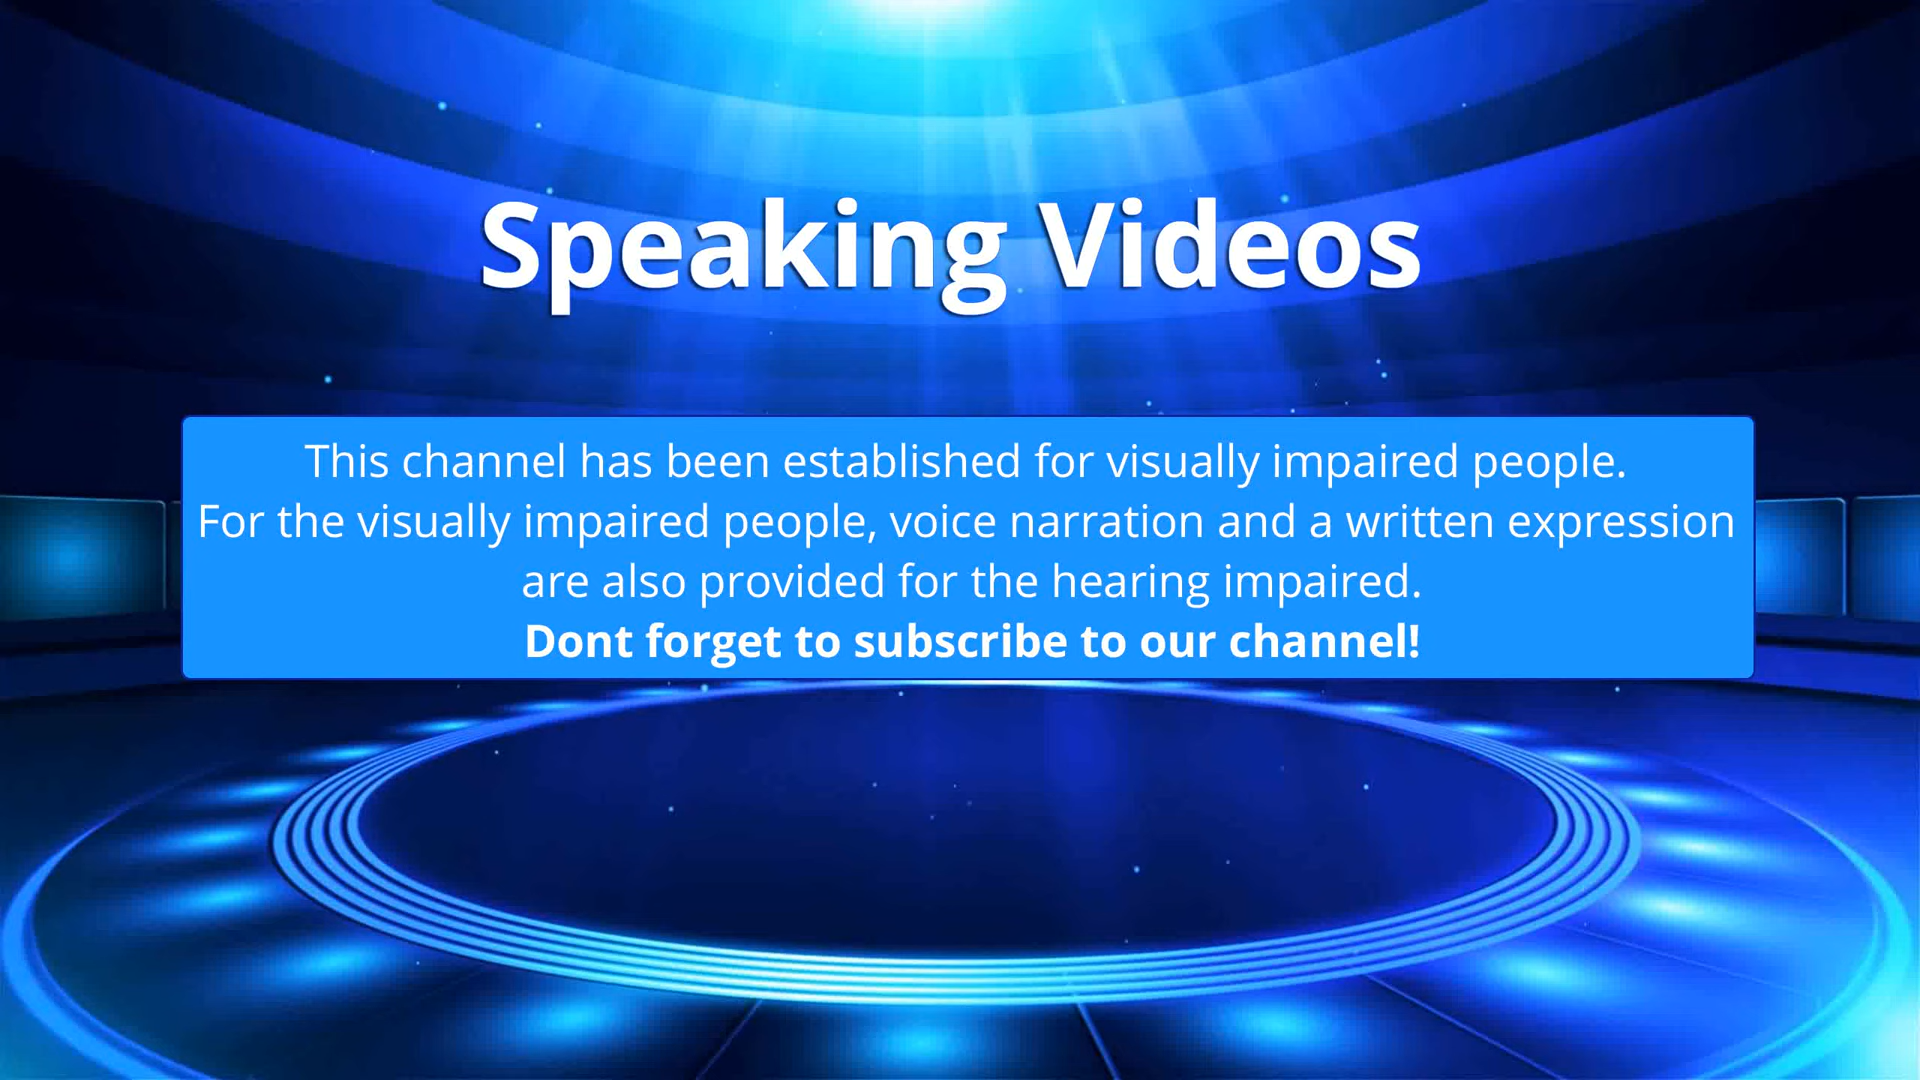 Speaking Videos
This channel has been established for visually impaired people.
For the visually impaired people, voice narration and a written expression
are also provided for the hearing impaired.
Dont forget to subscribe to our channel!